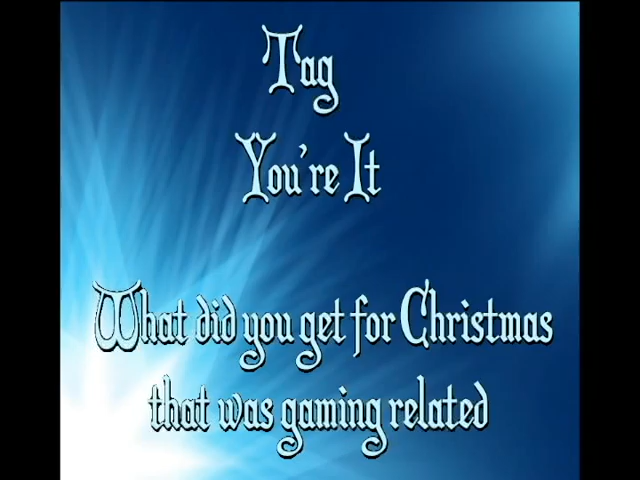 Tag
You're It
What did you get for Christmas
that was gaming related